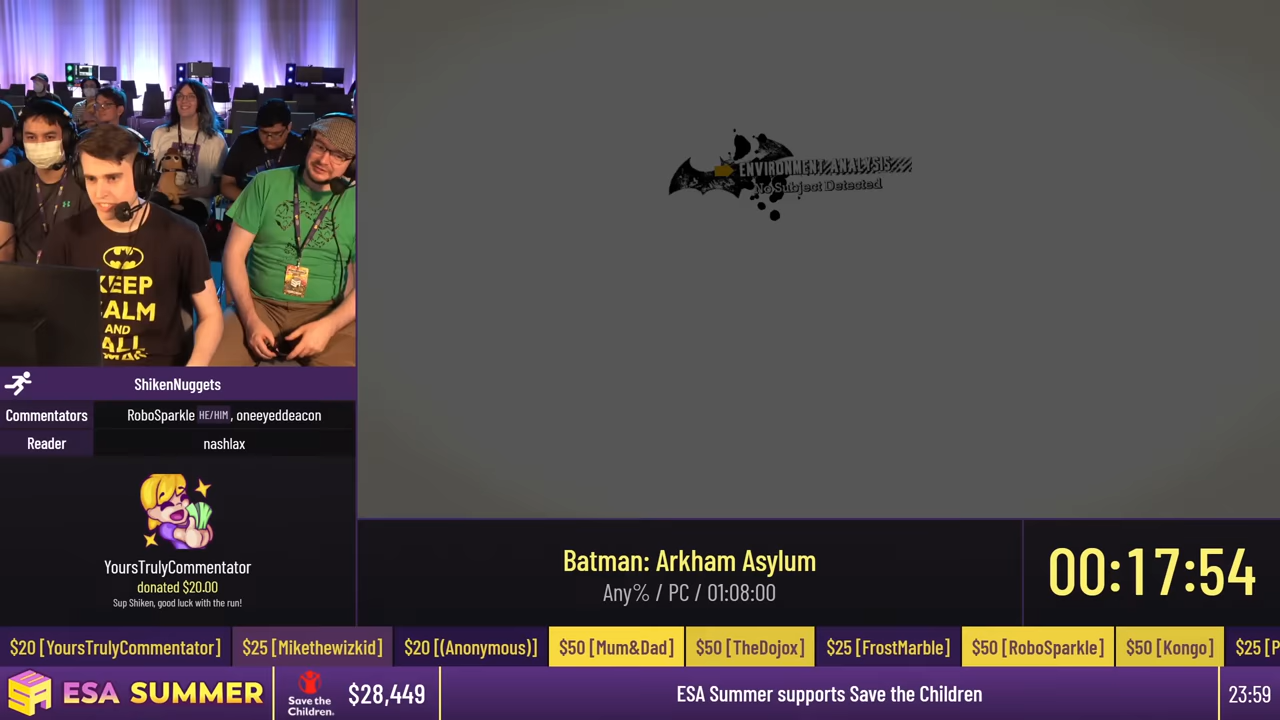 ENVIRONMENT ANALYSIS
No Subject Detected
KEEP
CALM
AND
ShikenNuggets
Commentators RoboSparkle HE/HIM, oneeyeddeacon
Reader nashlax
YoursTrulyCommentator
donated $20.00
Sup Shiken, good luck with the run!
Batman: Arkham Asylum
Any% / PC / 01:08:00
00:17:54
$20 [YoursTrulyCommentator] $25 [Mikethewizkid] $20 [(Anonymous)] $50 [Mum&Dad] $50 [TheDojox] $25 [FrostMarble] $50 [RoboSparkle] $50 [Kongo] $25 [P
ESA SUMMER
Save the
Children.
$28,449
ESA Summer supports Save the Children
23:59